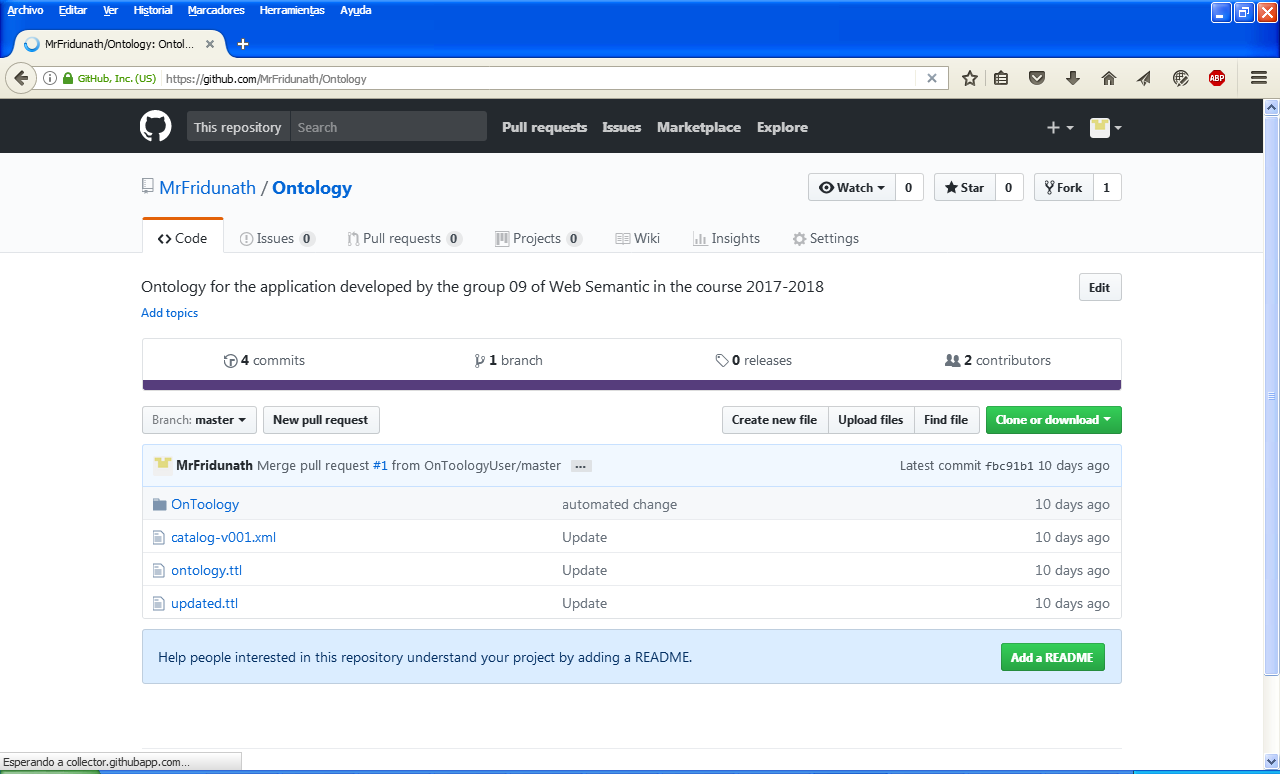 Archivo Editar Ver Historial Marcadores Herramientas Ayuda
MrFridunath/Ontology: Ontol...
GitHub, Inc. (US) https://github.com/MrFridunath/Ontology
ABP
This repository Search Pull requests Issues Marketplace Explore
MrFridunath / Ontology
Watch 0 Star 0 Fork 1
Code Issues 0 Pull requests 0 Projects 0 Wiki Insights Settings
Ontology for the application developed by the group 09 of Web Semantic in the course 2017-2018
Edit
Add topics
4 commits 1 branch 0 releases 2 contributors
Branch: master New pull request Create new file Upload files Find file Clone or download
MrFridunath Merge pull request #1 from OnToologyUser/master ... Latest commit fbc91b1 10 days ago
OnToology automated change 10 days ago
catalog-v001.xml Update 10 days ago
ontology.ttl Update 10 days ago
updated.ttl Update 10 days ago
Help people interested in this repository understand your project by adding a README. Add a README
Esperando a collector.githubapp.com...